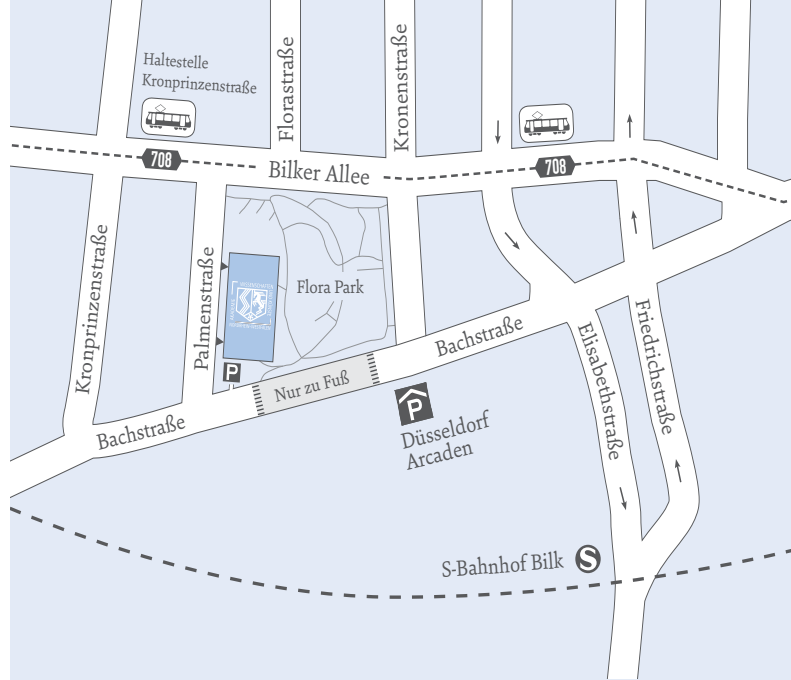 Haltestelle
Kronprinzenstraße
Florastraße
Kronenstraße
708
Bilker Allee
708
Kronprinzenstraße
Palmenstraße
Flora Park
P
Nur zu Fuß
Bachstraße
Bachstraße
P
Düsseldorf
Arcaden
Elisabethstraße
Friedrichstraße
S-Bahnhof Bilk S